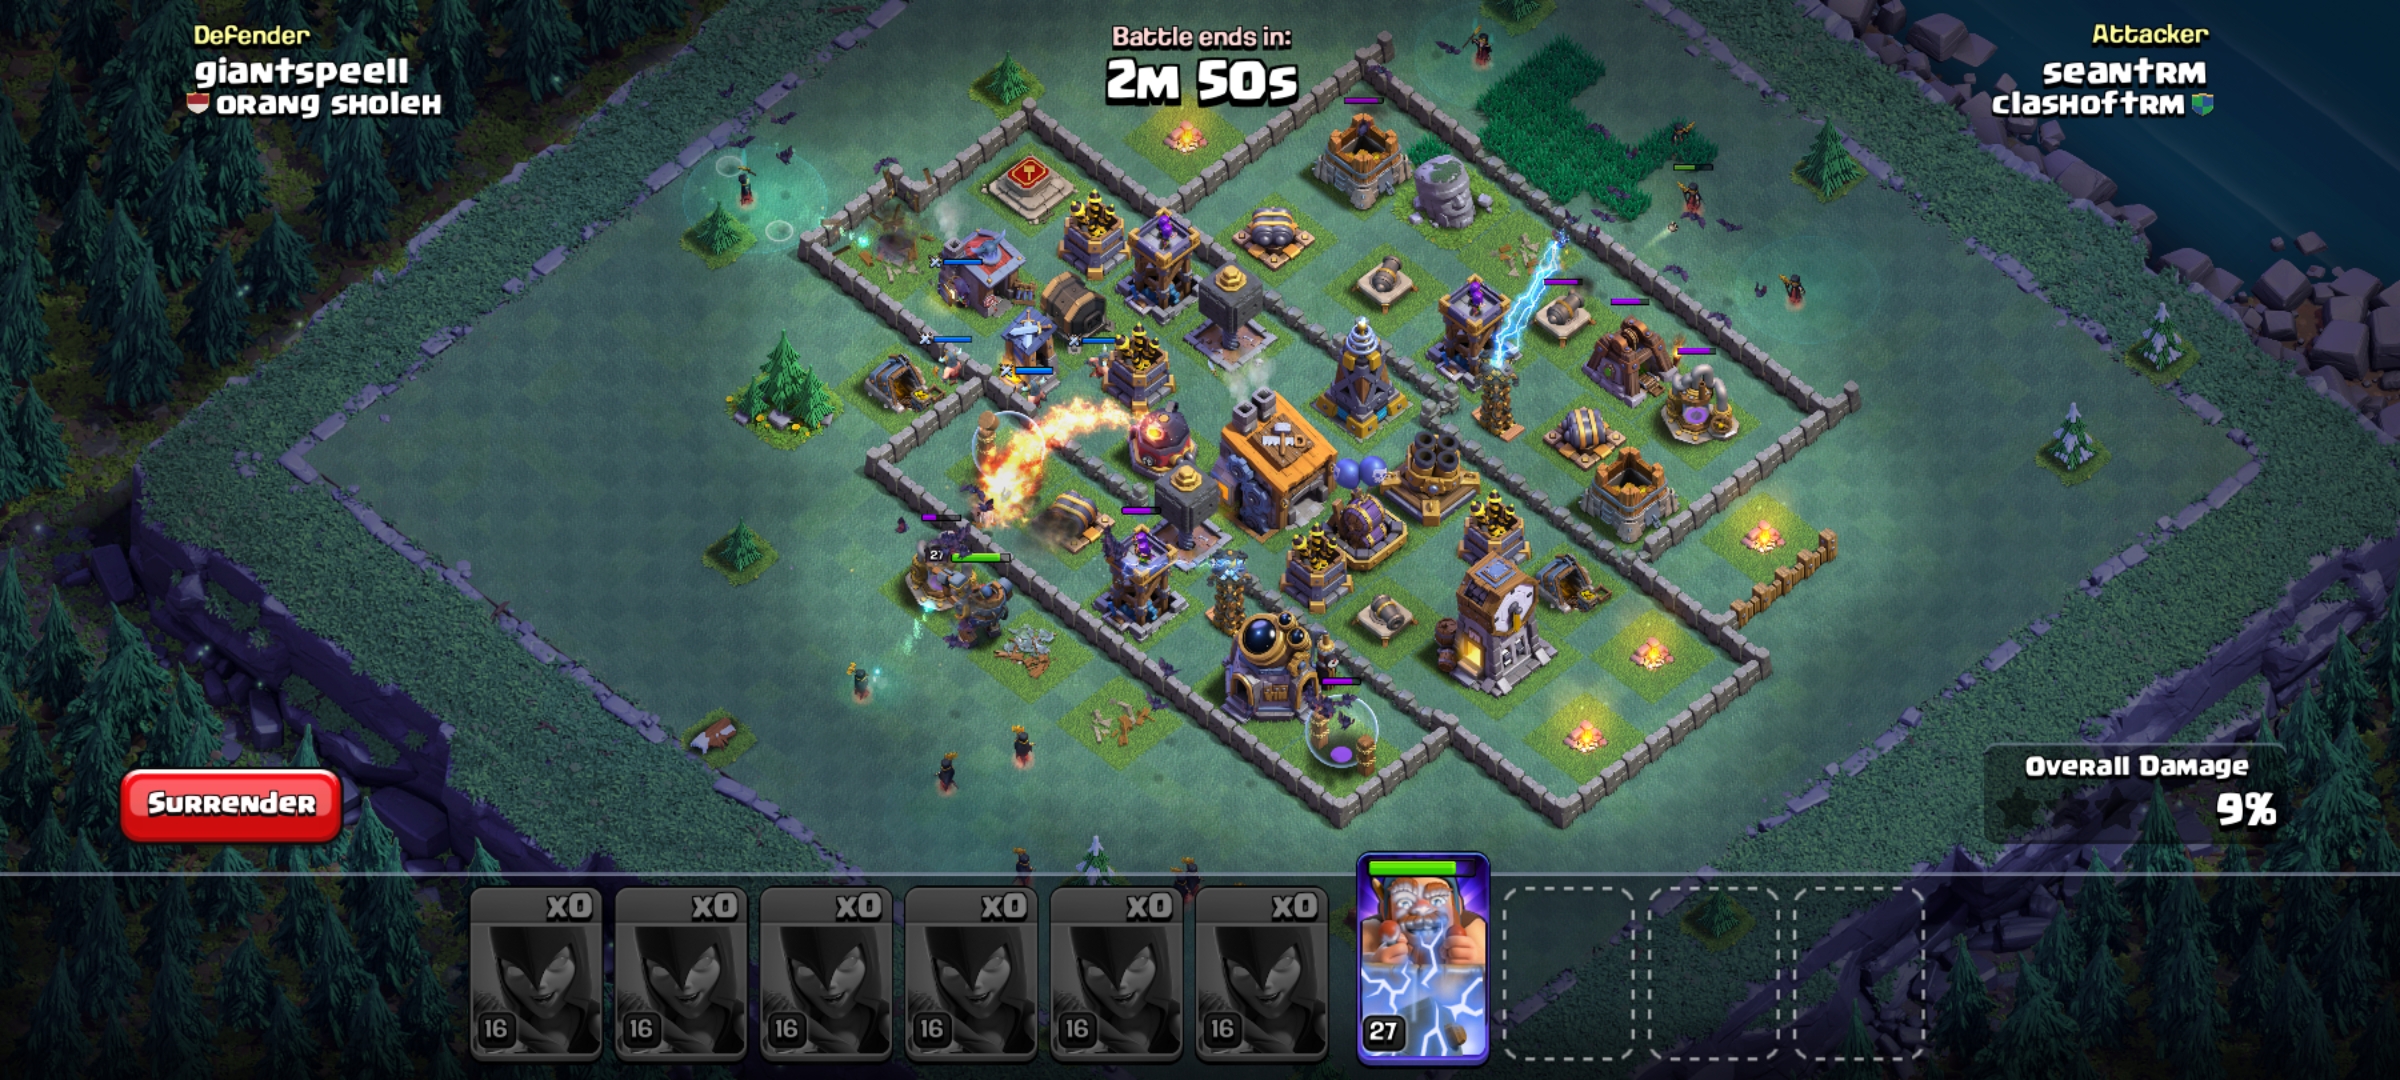 Defender
giantspeell
orang sholeh
Battle ends in:
2m 50s
Attacker
seantrm
clashoftrm
27
Surrender
Overall Damage
9%
x0 x0 x0 x0 x0 x0
16 16 16 16 16 16 27